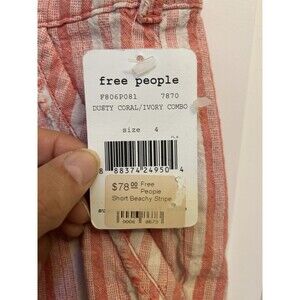 free people
F806P081 7870
DUSTY CORAL/IVORY COMBO
size 4
8 88374 24950 4
$78.00 Free
People
Short Beachy Stripe